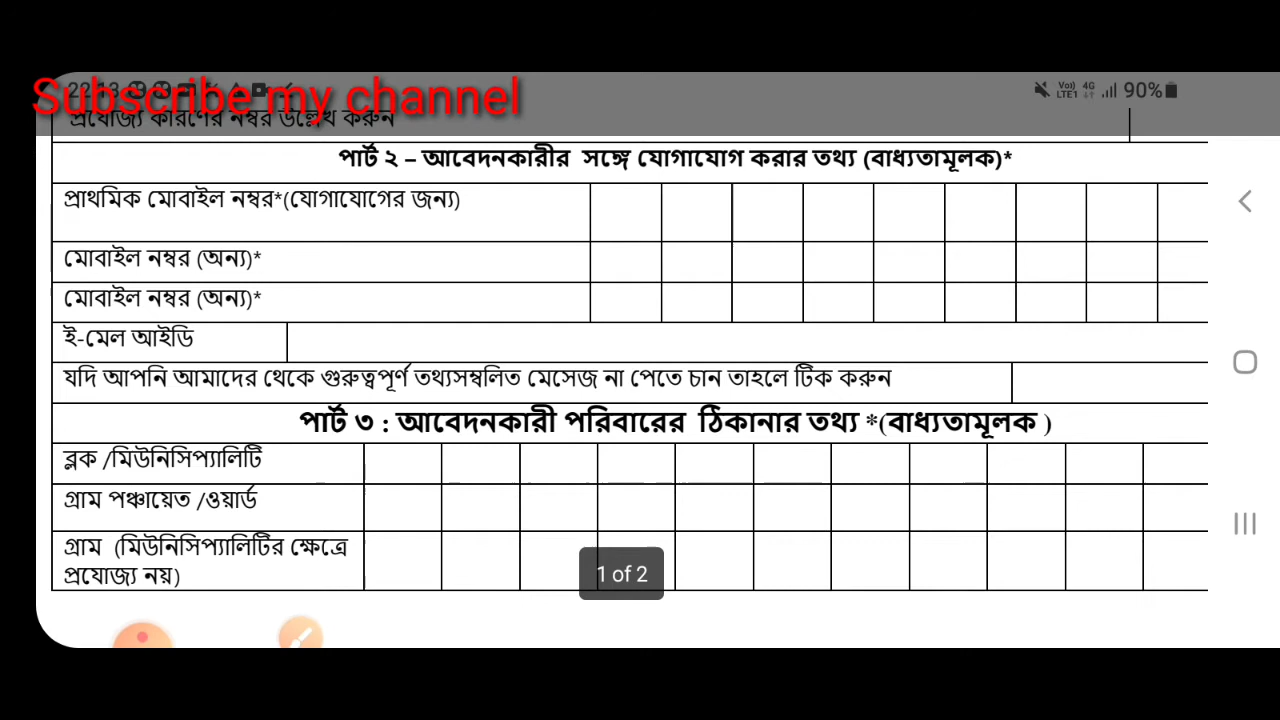 Subscribe my channel
90%
প্রযোজ্য কারণের নম্বর উল্লেখ করুন
পার্ট ২ – আবেদনকারীর সঙ্গে যোগাযোগ করার তথ্য (বাধ্যতামূলক)*
প্রাথমিক মোবাইল নম্বর*(যোগাযোগের জন্য)
মোবাইল নম্বর (অন্য)*
মোবাইল নম্বর (অন্য)*
ই-মেল আইডি
যদি আপনি আমাদের থেকে গুরুত্বপূর্ণ তথ্যসম্বলিত মেসেজ না পেতে চান তাহলে টিক করুন
পার্ট ৩ : আবেদনকারী পরিবারের ঠিকানার তথ্য *(বাধ্যতামূলক )
ব্লক /মিউনিসিপ্যালিটি
গ্রাম পঞ্চায়েত /ওয়ার্ড
গ্রাম (মিউনিসিপ্যালিটির ক্ষেত্রে
প্রযোজ্য নয়)
1 of 2